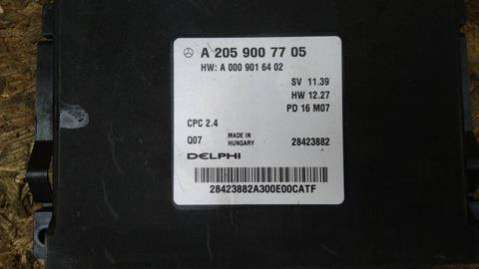 A 205 900 77 05
HW: A 000 901 64 02
SV 11.39
HW 12.27
PD 16 M07
CPC 2.4
Q07 MADE IN HUNGARY 28423882
DELPHI
28423882A300E00CATF